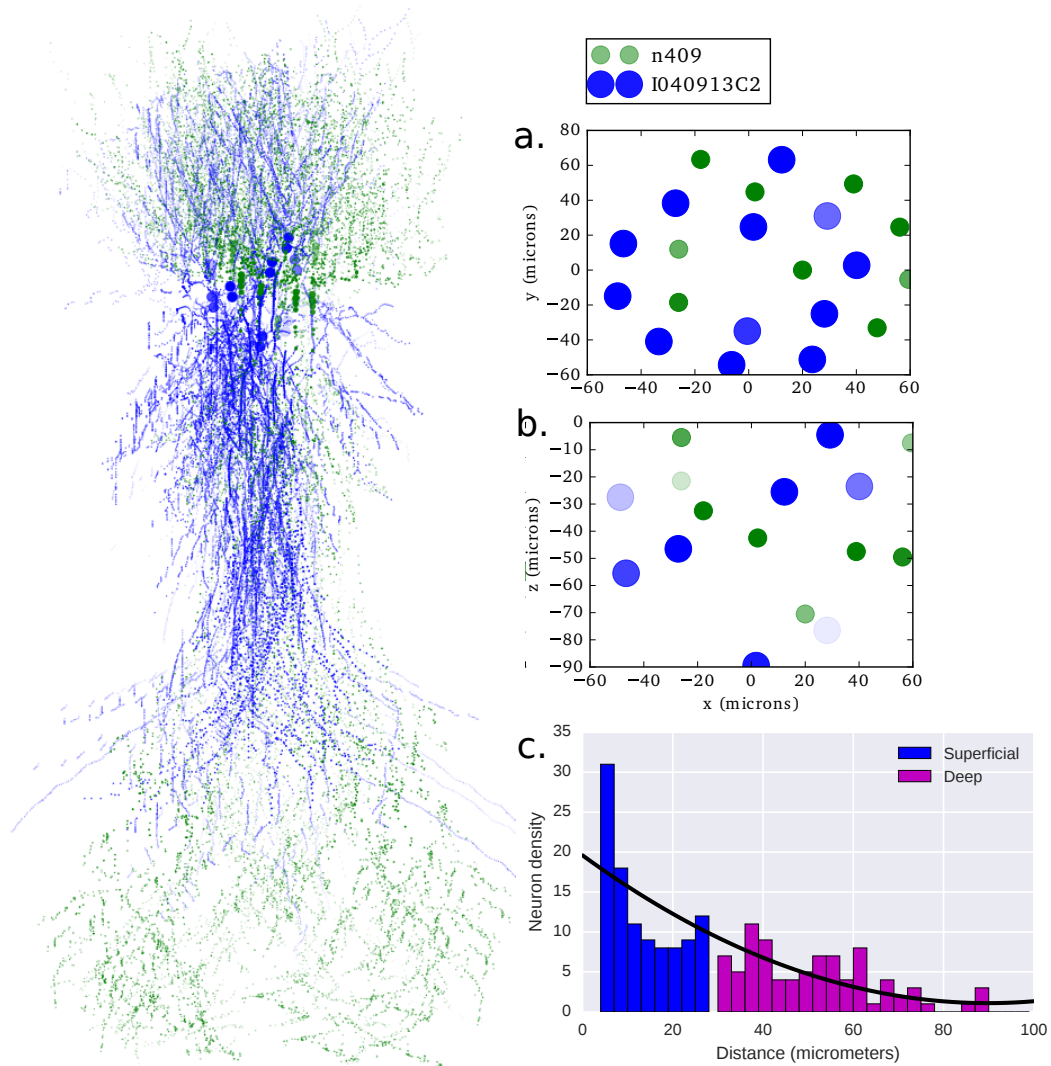 n409
I040913C2
a.
80
60
40
20
0
−20
−40
−60
y (microns)
−60 −40 −20 0 20 40 60
b.
0
−10
−20
−30
−40
−50
−60
−70
−80
−90
z (microns)
−60 −40 −20 0 20 40 60
x (microns)
c.
35
30
25
20
15
10
5
0
Neuron density
Superficial
Deep
0 20 40 60 80 100
Distance (micrometers)